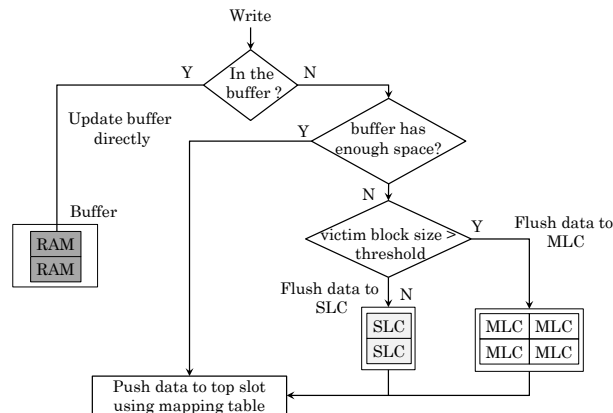 Write
Y
In the
buffer ?
N
Update buffer
directly
Y
buffer has
enough space?
Buffer
RAM
RAM
N
victim block size >
threshold
Y
Flush data to
MLC
Flush data to
SLC
N
SLC
SLC
MLC MLC
MLC MLC
Push data to top slot
using mapping table